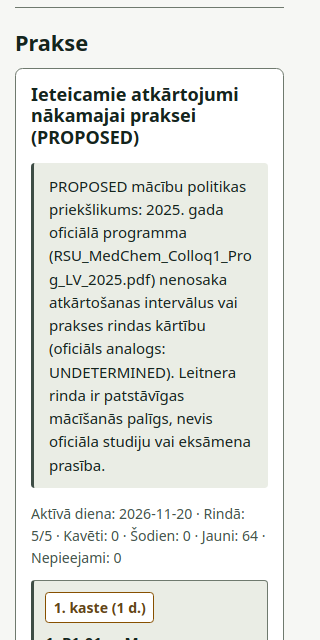 Prakse
Ieteicamie atkārtojumi
nākamajai praksei
(PROPOSED)
PROPOSED mācību politikas
priekšlikums: 2025. gada
oficiālā programma
(RSU_MedChem_Colloq1_Pro
g_LV_2025.pdf) nenosaka
atkārtošanas intervālus vai
prakses rindas kārtību
(oficiāls analogs:
UNDETERMINED). Leitnera
rinda ir patstāvīgas
mācīšanās palīgs, nevis
oficiāla studiju vai eksāmena
prasība.
Aktīvā diena: 2026-11-20 · Rindā:
5/5 · Kavēti: 0 · Šodien: 0 · Jauni: 64 ·
Nepieejami: 0
1. kaste (1 d.)